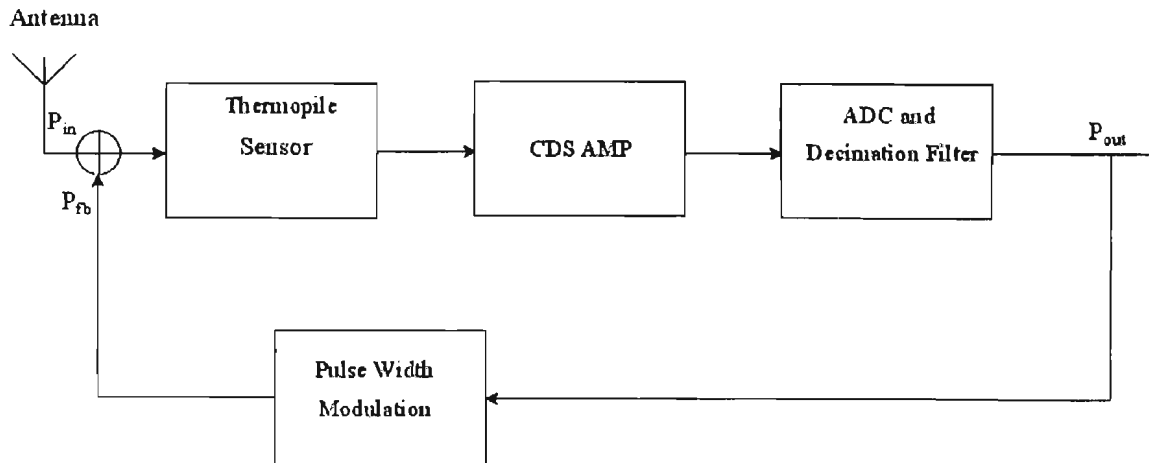 Antenna
P_in
P_fb
Thermopile
Sensor
CDS AMP
ADC and
Decimation Filter
P_out
Pulse Width
Modulation